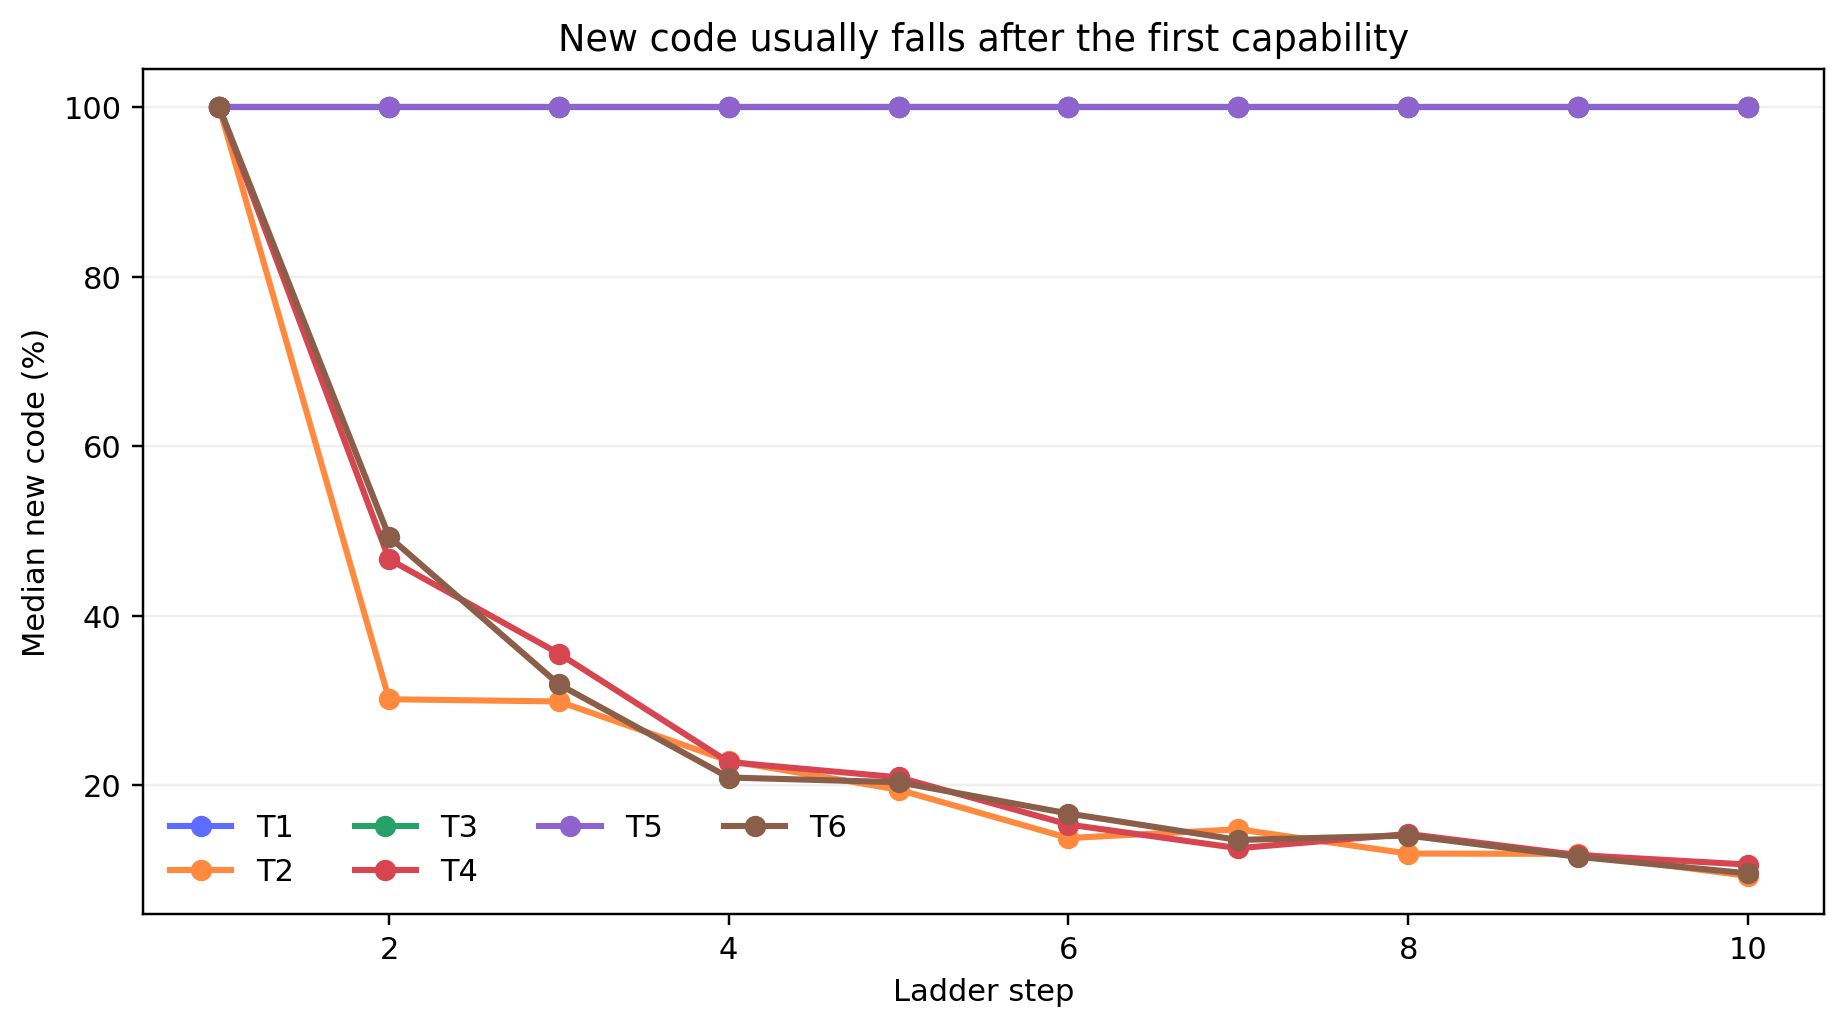 New code usually falls after the first capability
Median new code (%)
100
80
60
40
20
T1 T3 T5 T6
T2 T4
2 4 6 8 10
Ladder step